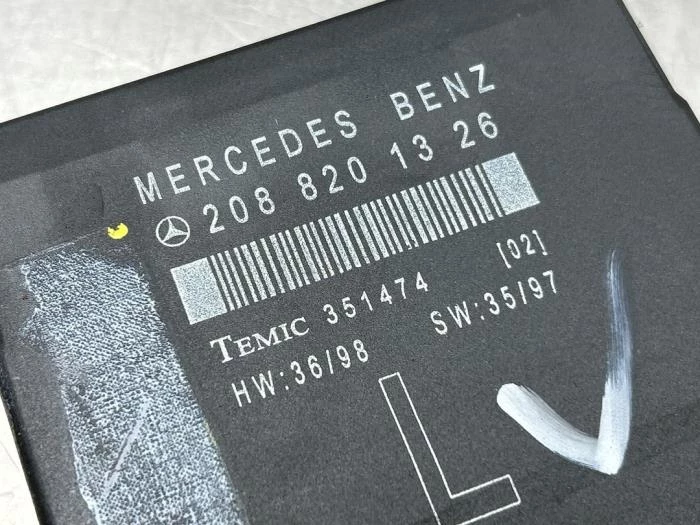 MERCEDES BENZ
208 820 13 26
TEMIC 351474 [02]
HW:36/98 SW:35/97
L